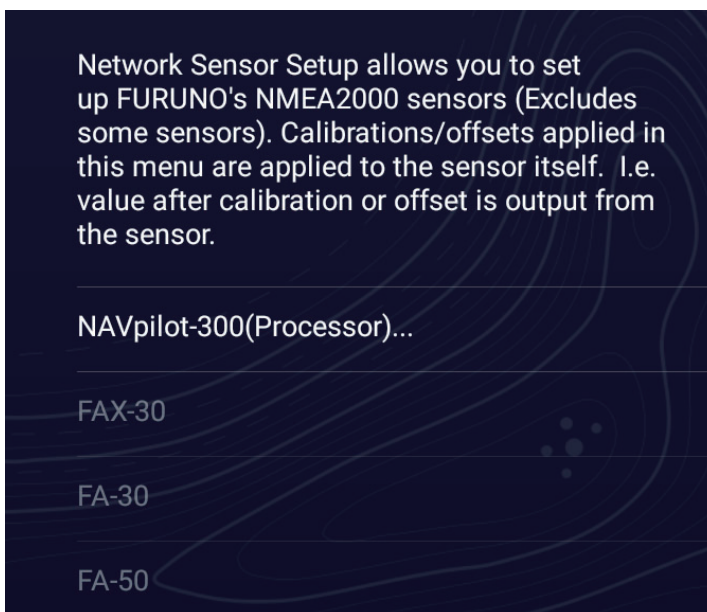 Network Sensor Setup allows you to set
up FURUNO's NMEA2000 sensors (Excludes
some sensors). Calibrations/offsets applied in
this menu are applied to the sensor itself.  I.e.
value after calibration or offset is output from
the sensor.
NAVpilot-300(Processor)...
FAX-30
FA-30
FA-50